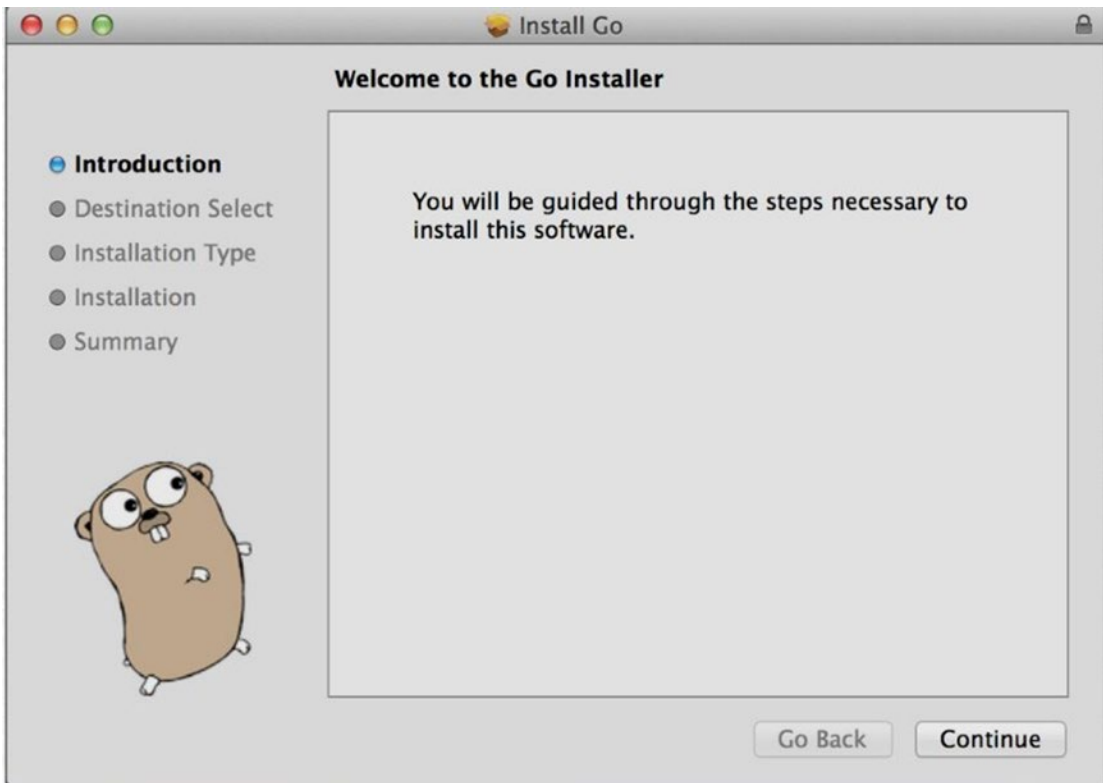 Install Go
Welcome to the Go Installer
Introduction
Destination Select
Installation Type
Installation
Summary
You will be guided through the steps necessary to
install this software.
Go Back
Continue